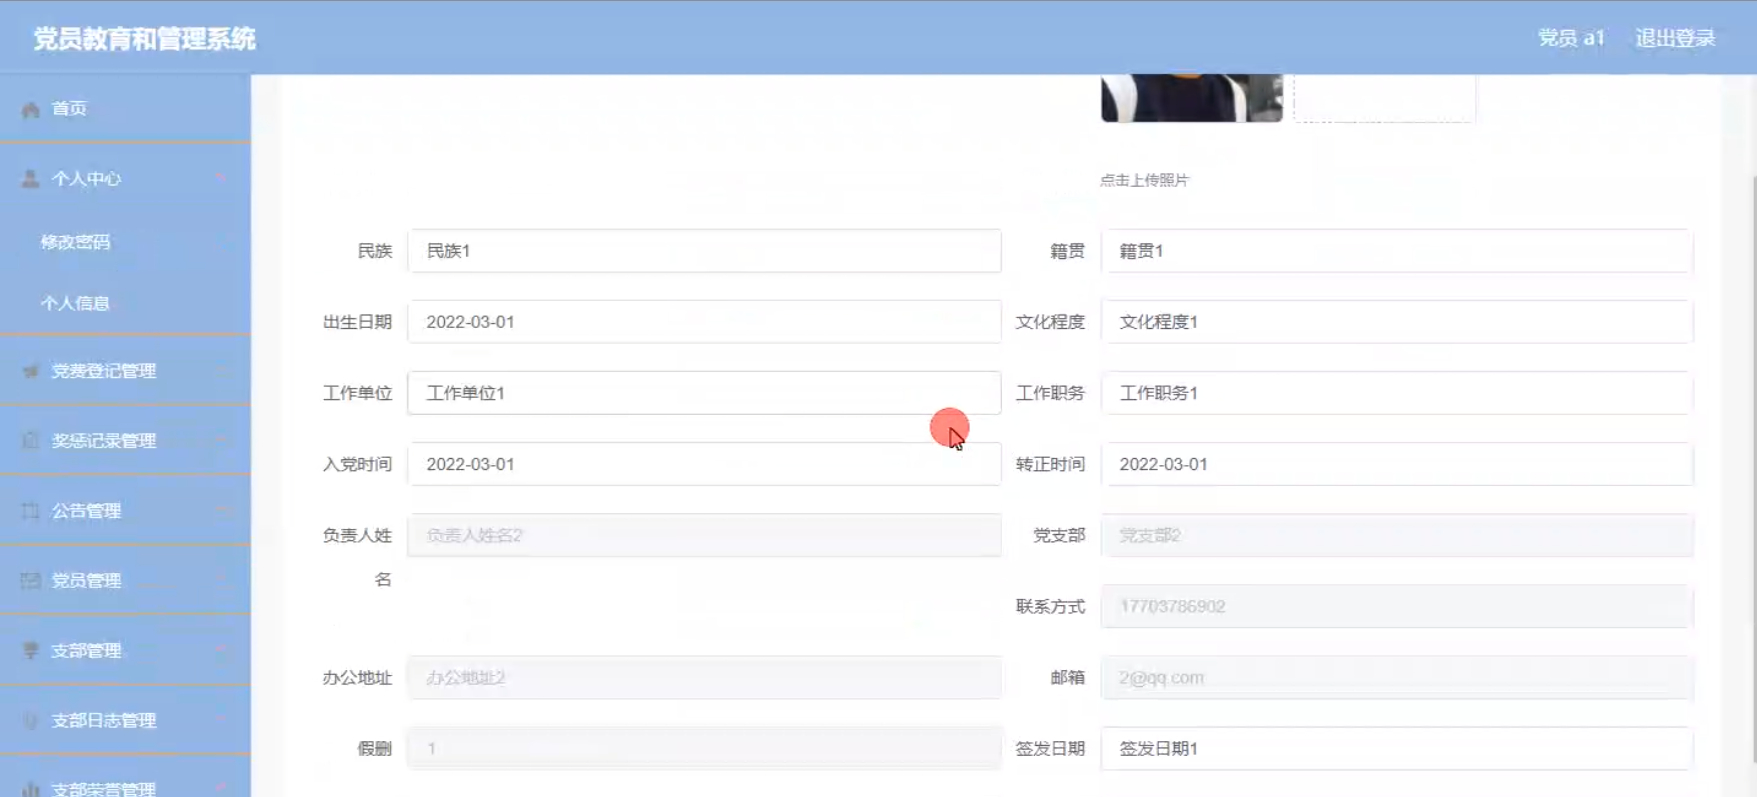 党员教育和管理系统
党员 a1 退出登录
首页
个人中心
修改密码
个人信息
党费登记管理
奖惩记录管理
公告管理
党员管理
支部管理
支部日志管理
支部荣誉管理
点击上传照片
民族 民族1 籍贯 籍贯1
出生日期 2022-03-01 文化程度 文化程度1
工作单位 工作单位1 工作职务 工作职务1
入党时间 2022-03-01 转正时间 2022-03-01
负责人姓 负责人姓名2 党支部 党支部2
名
联系方式 17703786902
办公地址 办公地址2 邮箱 2@qq.com
假删 1 签发日期 签发日期1